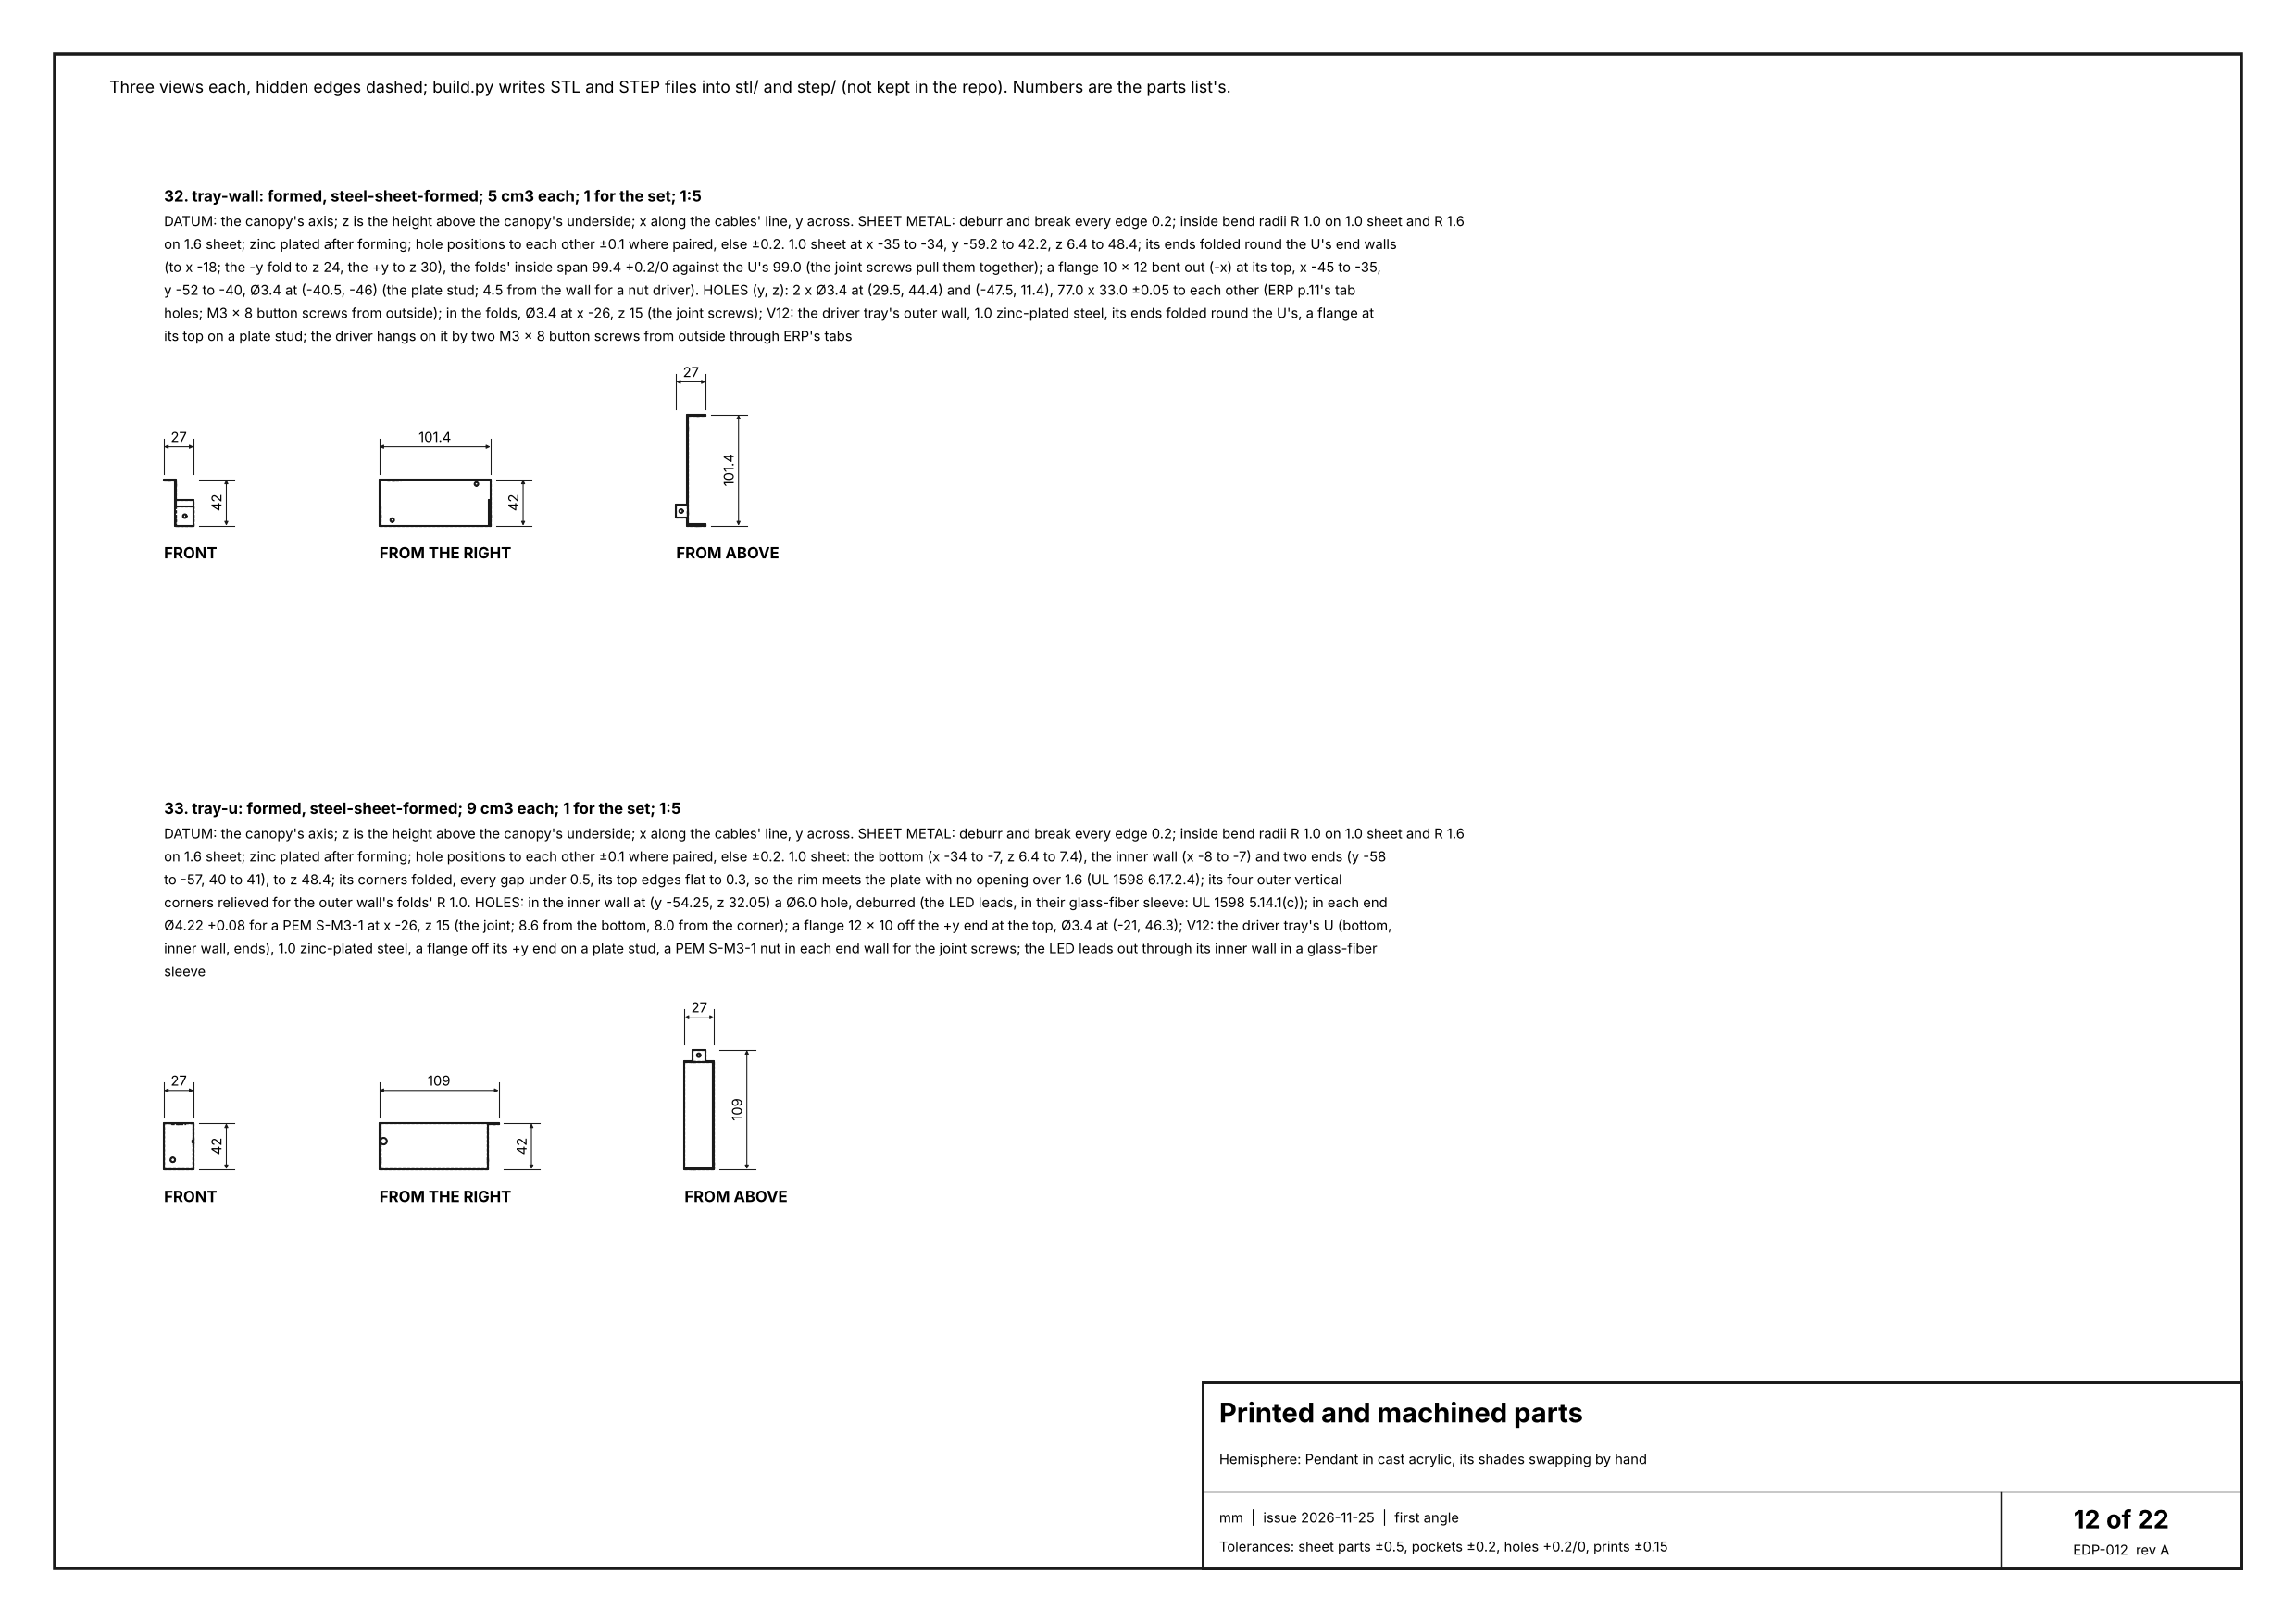 Three views each, hidden edges dashed; build.py writes STL and STEP files into stl/ and step/ (not kept in the repo). Numbers are the parts list's.
32. tray-wall: formed, steel-sheet-formed; 5 cm3 each; 1 for the set; 1:5
DATUM: the canopy's axis; z is the height above the canopy's underside; x along the cables' line, y across. SHEET METAL: deburr and break every edge 0.2; inside bend radii R 1.0 on 1.0 sheet and R 1.6
on 1.6 sheet; zinc plated after forming; hole positions to each other ±0.1 where paired, else ±0.2. 1.0 sheet at x -35 to -34, y -59.2 to 42.2, z 6.4 to 48.4; its ends folded round the U's end walls
(to x -18; the -y fold to z 24, the +y to z 30), the folds' inside span 99.4 +0.2/0 against the U's 99.0 (the joint screws pull them together); a flange 10 × 12 bent out (-x) at its top, x -45 to -35,
y -52 to -40, Ø3.4 at (-40.5, -46) (the plate stud; 4.5 from the wall for a nut driver). HOLES (y, z): 2 x Ø3.4 at (29.5, 44.4) and (-47.5, 11.4), 77.0 x 33.0 ±0.05 to each other (ERP p.11's tab
holes; M3 × 8 button screws from outside); in the folds, Ø3.4 at x -26, z 15 (the joint screws); V12: the driver tray's outer wall, 1.0 zinc-plated steel, its ends folded round the U's, a flange at
its top on a plate stud; the driver hangs on it by two M3 × 8 button screws from outside through ERP's tabs
27
27
101.4
101.4
42
42
FRONT
FROM THE RIGHT
FROM ABOVE
33. tray-u: formed, steel-sheet-formed; 9 cm3 each; 1 for the set; 1:5
DATUM: the canopy's axis; z is the height above the canopy's underside; x along the cables' line, y across. SHEET METAL: deburr and break every edge 0.2; inside bend radii R 1.0 on 1.0 sheet and R 1.6
on 1.6 sheet; zinc plated after forming; hole positions to each other ±0.1 where paired, else ±0.2. 1.0 sheet: the bottom (x -34 to -7, z 6.4 to 7.4), the inner wall (x -8 to -7) and two ends (y -58
to -57, 40 to 41), to z 48.4; its corners folded, every gap under 0.5, its top edges flat to 0.3, so the rim meets the plate with no opening over 1.6 (UL 1598 6.17.2.4); its four outer vertical
corners relieved for the outer wall's folds' R 1.0. HOLES: in the inner wall at (y -54.25, z 32.05) a Ø6.0 hole, deburred (the LED leads, in their glass-fiber sleeve: UL 1598 5.14.1(c)); in each end
Ø4.22 +0.08 for a PEM S-M3-1 at x -26, z 15 (the joint; 8.6 from the bottom, 8.0 from the corner); a flange 12 × 10 off the +y end at the top, Ø3.4 at (-21, 46.3); V12: the driver tray's U (bottom,
inner wall, ends), 1.0 zinc-plated steel, a flange off its +y end on a plate stud, a PEM S-M3-1 nut in each end wall for the joint screws; the LED leads out through its inner wall in a glass-fiber
sleeve
27
27
109
109
42
42
FRONT
FROM THE RIGHT
FROM ABOVE
Printed and machined parts
Hemisphere: Pendant in cast acrylic, its shades swapping by hand
mm | issue 2026-11-25 | first angle
Tolerances: sheet parts ±0.5, pockets ±0.2, holes +0.2/0, prints ±0.15
12 of 22
EDP-012 rev A